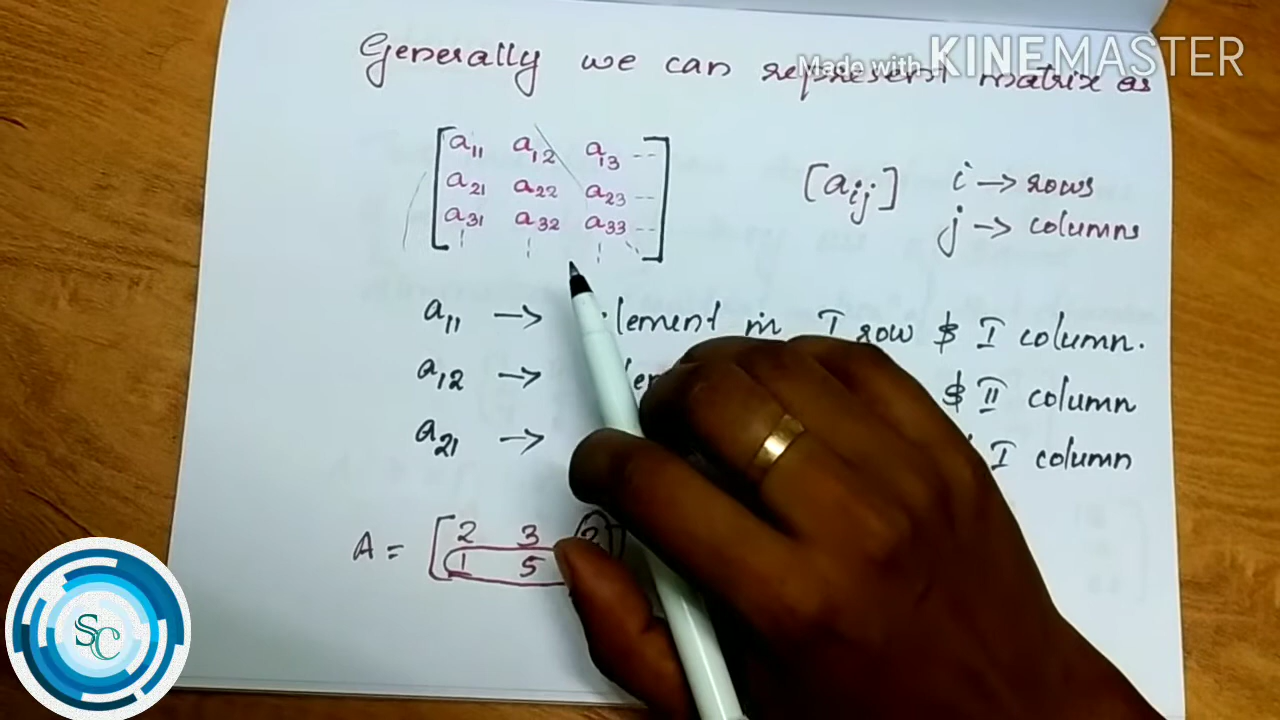 Generally we can represent matrix as
Made with KINEMASTER
a11 a12 a13 --
a21 a22 a23 --
a31 a32 a33 --
[aij] i → rows
j → columns
a11 → element in I row & I column.
a12 → & II column
a21 → I column
A = [ 2 3 2 ]
1 5
SC